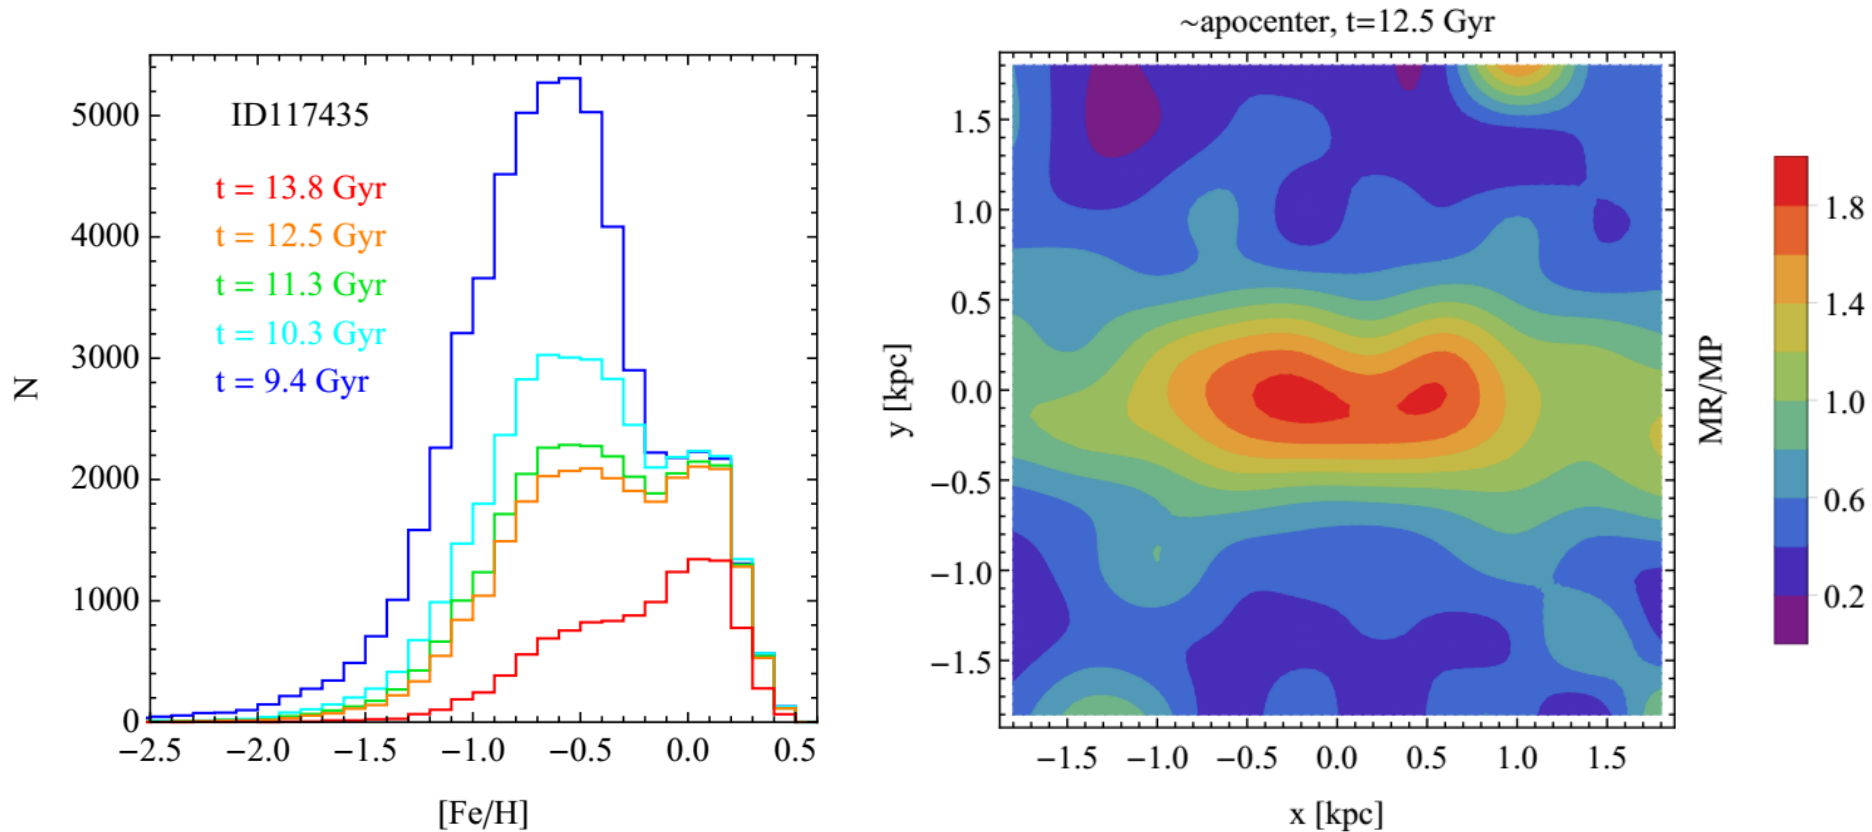 ~apocenter, t=12.5 Gyr
ID117435
t = 13.8 Gyr
t = 12.5 Gyr
t = 11.3 Gyr
t = 10.3 Gyr
t = 9.4 Gyr
N
5000
4000
3000
2000
1000
0
−2.5 −2.0 −1.5 −1.0 −0.5 0.0 0.5
[Fe/H]
y [kpc]
1.5
1.0
0.5
0.0
−0.5
−1.0
−1.5
−1.5 −1.0 −0.5 0.0 0.5 1.0 1.5
x [kpc]
MR/MP
1.8
1.4
1.0
0.6
0.2